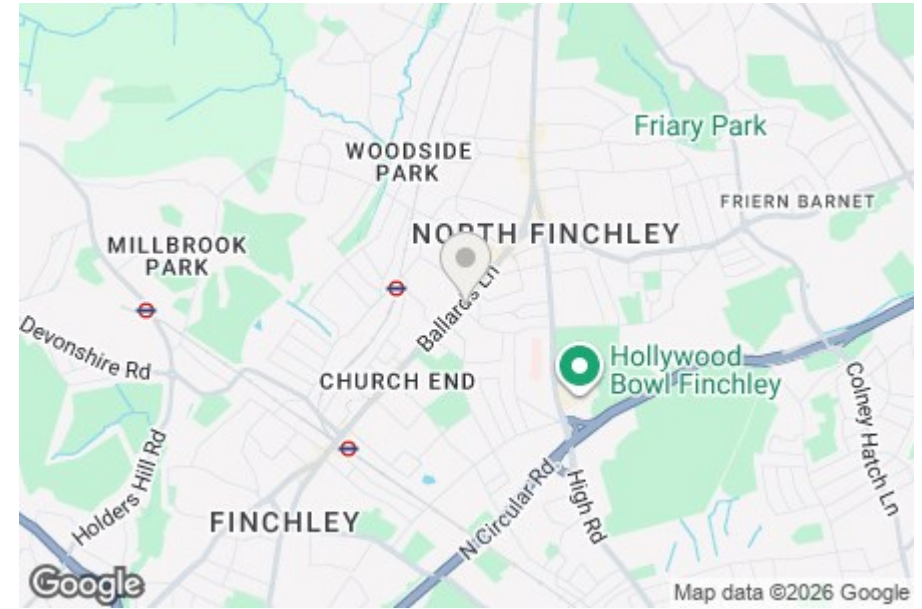 Friary Park
WOODSIDE
PARK
FRIERN BARNET
NORTH FINCHLEY
MILLBROOK
PARK
Ballards Ln
Devonshire Rd
Hollywood
Bowl Finchley
CHURCH END
Colney Hatch Ln
Holders Hill Rd
N Circular Rd
High Rd
FINCHLEY
Google
Map data ©2026 Google